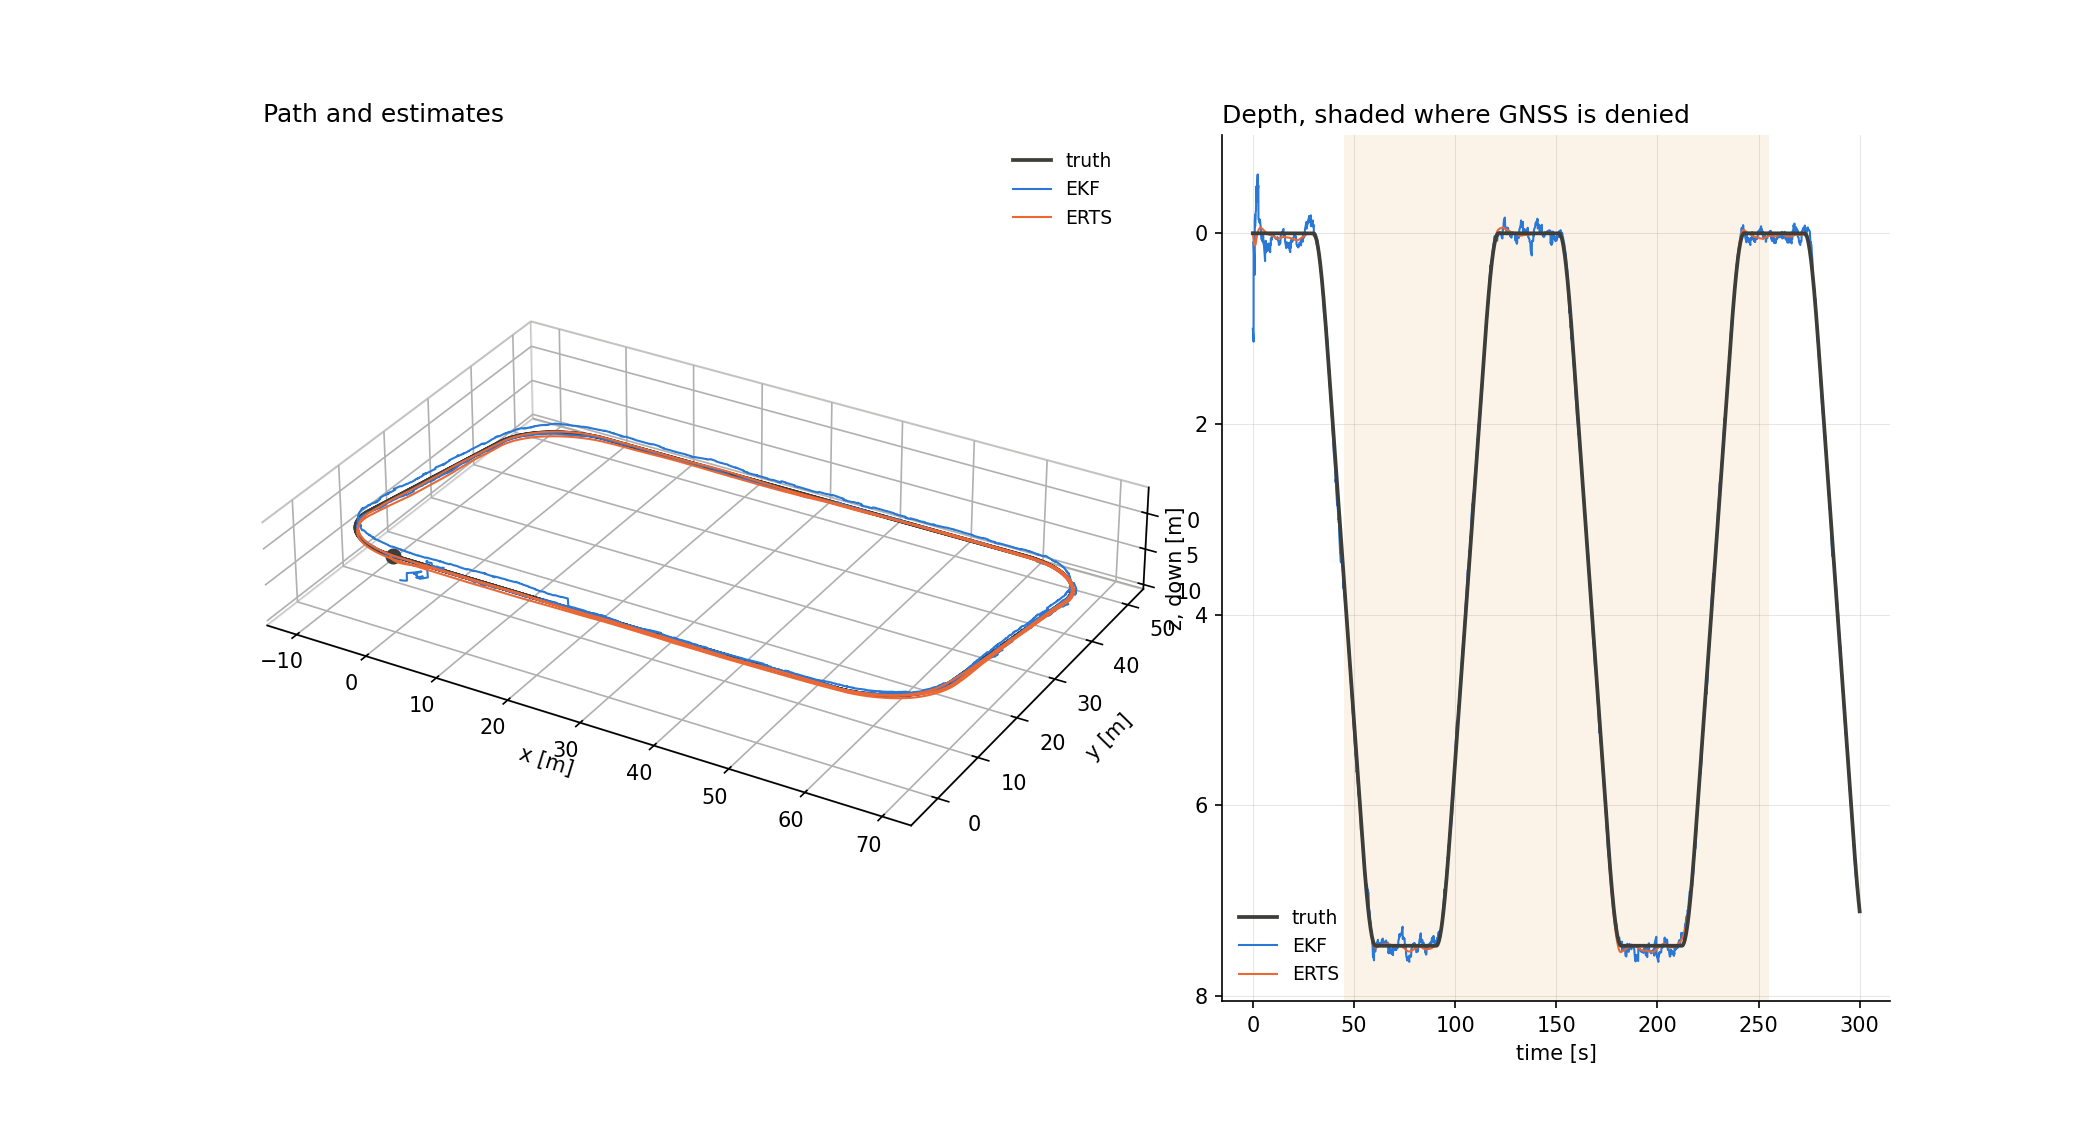 Path and estimates
truth
EKF
ERTS
0
5
10
z, down [m]
50
40
30
20
10
0
y [m]
−10
0
10
20
30
40
50
60
70
x [m]
Depth, shaded where GNSS is denied
0
2
4
6
8
truth
EKF
ERTS
0
50
100
150
200
250
300
time [s]